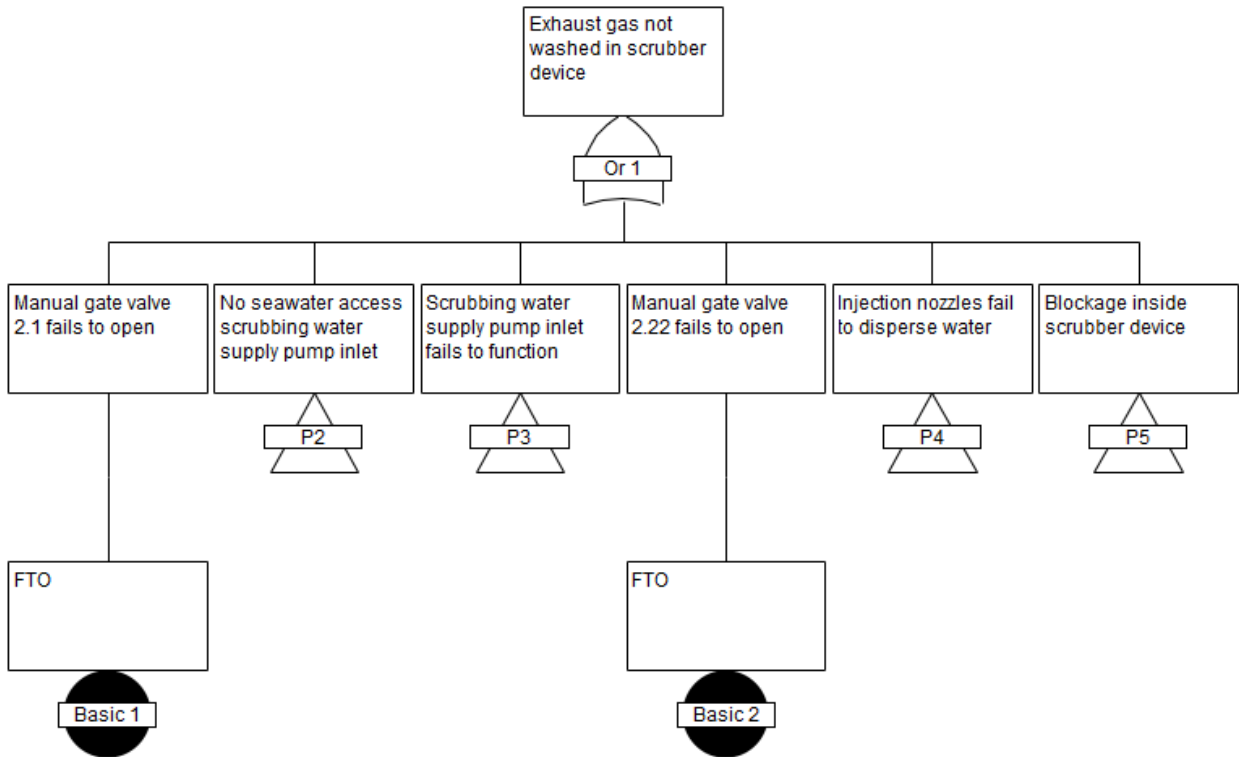 Exhaust gas not
washed in scrubber
device
Or 1
Manual gate valve
2.1 fails to open
No seawater access
scrubbing water
supply pump inlet
Scrubbing water
supply pump inlet
fails to function
Manual gate valve
2.22 fails to open
Injection nozzles fail
to disperse water
Blockage inside
scrubber device
P2
P3
P4
P5
FTO
FTO
Basic 1
Basic 2